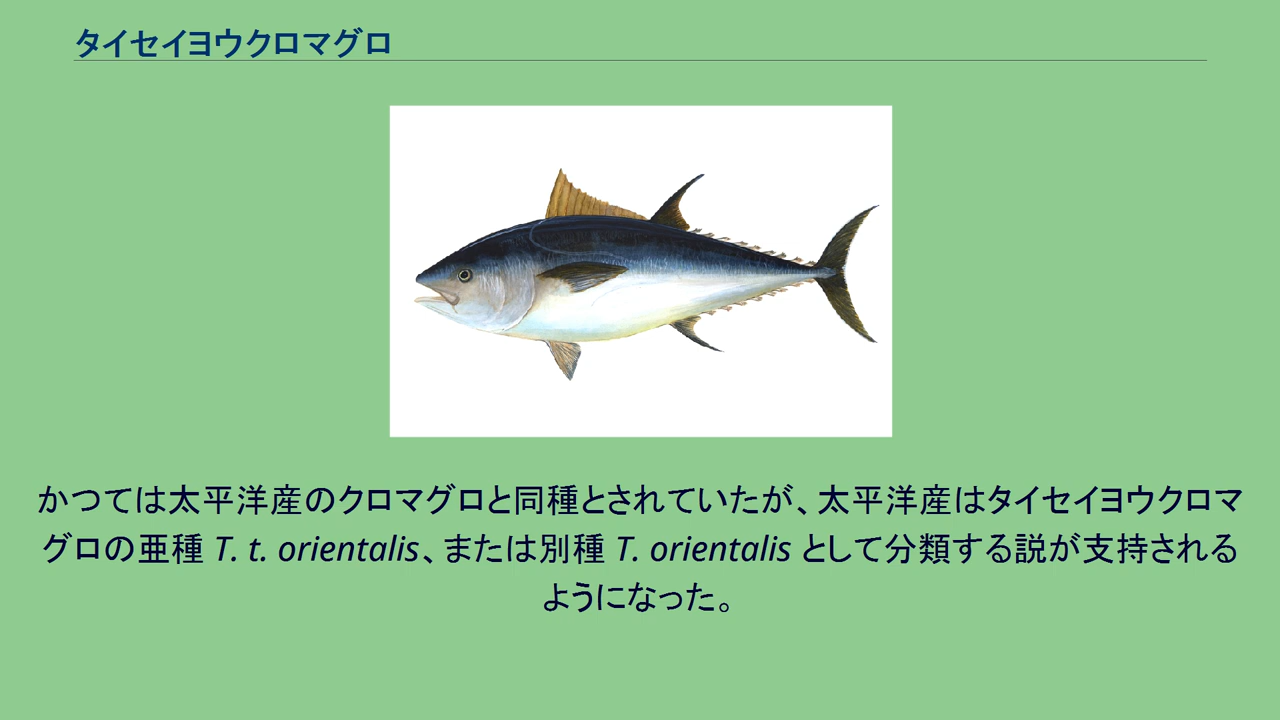 タイセイヨウクロマグロ
かつては太平洋産のクロマグロと同種とされていたが、太平洋産はタイセイヨウクロマ
グロの亜種 T. t. orientalis、または別種 T. orientalis として分類する説が支持される
ようになった。